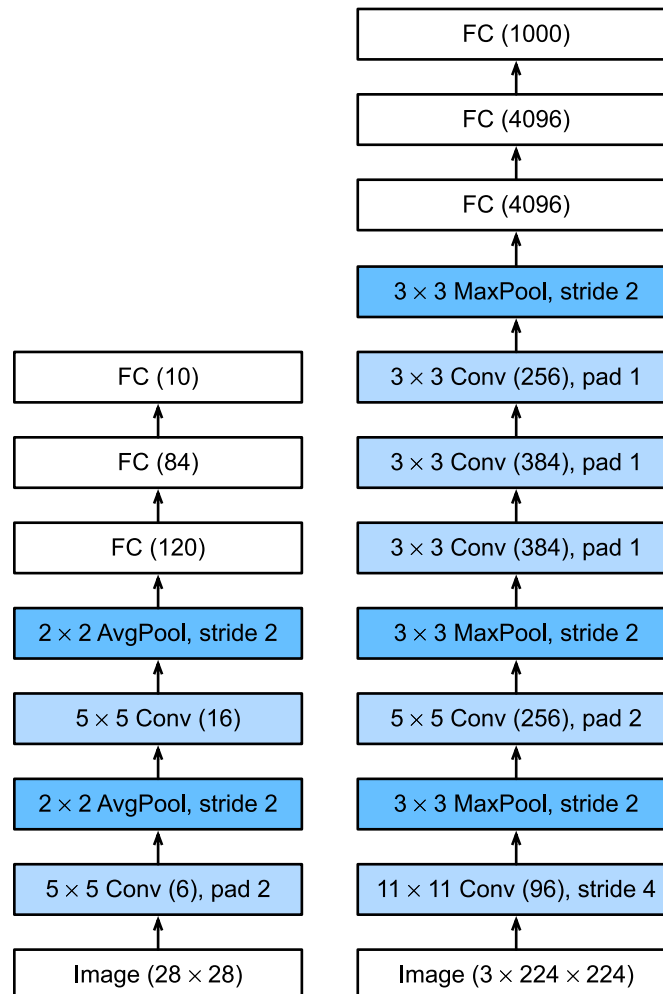 FC (10)
FC (84)
FC (120)
2 × 2 AvgPool, stride 2
5 × 5 Conv (16)
2 × 2 AvgPool, stride 2
5 × 5 Conv (6), pad 2
Image (28 × 28)
FC (1000)
FC (4096)
FC (4096)
3 × 3 MaxPool, stride 2
3 × 3 Conv (256), pad 1
3 × 3 Conv (384), pad 1
3 × 3 Conv (384), pad 1
3 × 3 MaxPool, stride 2
5 × 5 Conv (256), pad 2
3 × 3 MaxPool, stride 2
11 × 11 Conv (96), stride 4
Image (3 × 224 × 224)